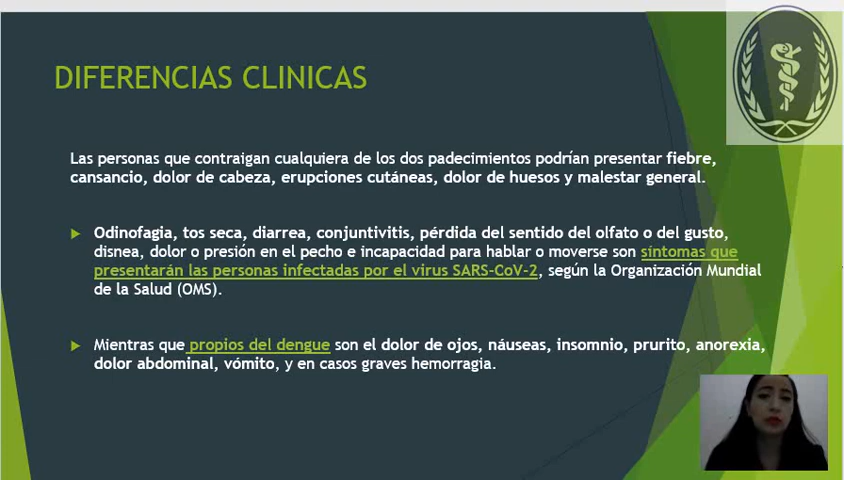 DIFERENCIAS CLINICAS
Las personas que contraigan cualquiera de los dos padecimientos podrían presentar fiebre,
cansancio, dolor de cabeza, erupciones cutáneas, dolor de huesos y malestar general.
Odinofagia, tos seca, diarrea, conjuntivitis, pérdida del sentido del olfato o del gusto,
disnea, dolor o presión en el pecho e incapacidad para hablar o moverse son síntomas que
presentarán las personas infectadas por el virus SARS-CoV-2, según la Organización Mundial
de la Salud (OMS).
Mientras que propios del dengue son el dolor de ojos, náuseas, insomnio, prurito, anorexia,
dolor abdominal, vómito, y en casos graves hemorragia.